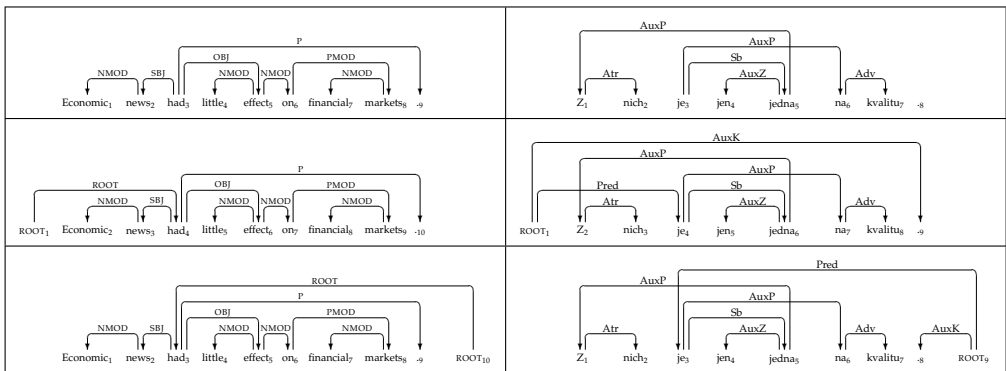 P
OBJ PMOD
NMOD SBJ NMOD NMOD NMOD
Economic1 news2 had3 little4 effect5 on6 financial7 markets8 .9
AuxP
AuxP
Sb
Atr AuxZ Adv
Z1 nich2 je3 jen4 jedna5 na6 kvalitu7 .8
P
ROOT OBJ PMOD
NMOD SBJ NMOD NMOD NMOD
ROOT1 Economic2 news3 had4 little5 effect6 on7 financial8 markets9 .10
AuxK
AuxP
AuxP
Pred Sb
Atr AuxZ Adv
ROOT1 Z2 nich3 je4 jen5 jedna6 na7 kvalitu8 .9
ROOT
P
OBJ PMOD
NMOD SBJ NMOD NMOD NMOD
Economic1 news2 had3 little4 effect5 on6 financial7 markets8 .9 ROOT10
Pred
AuxP
AuxP
Sb
Atr AuxZ Adv AuxK
Z1 nich2 je3 jen4 jedna5 na6 kvalitu7 .8 ROOT9